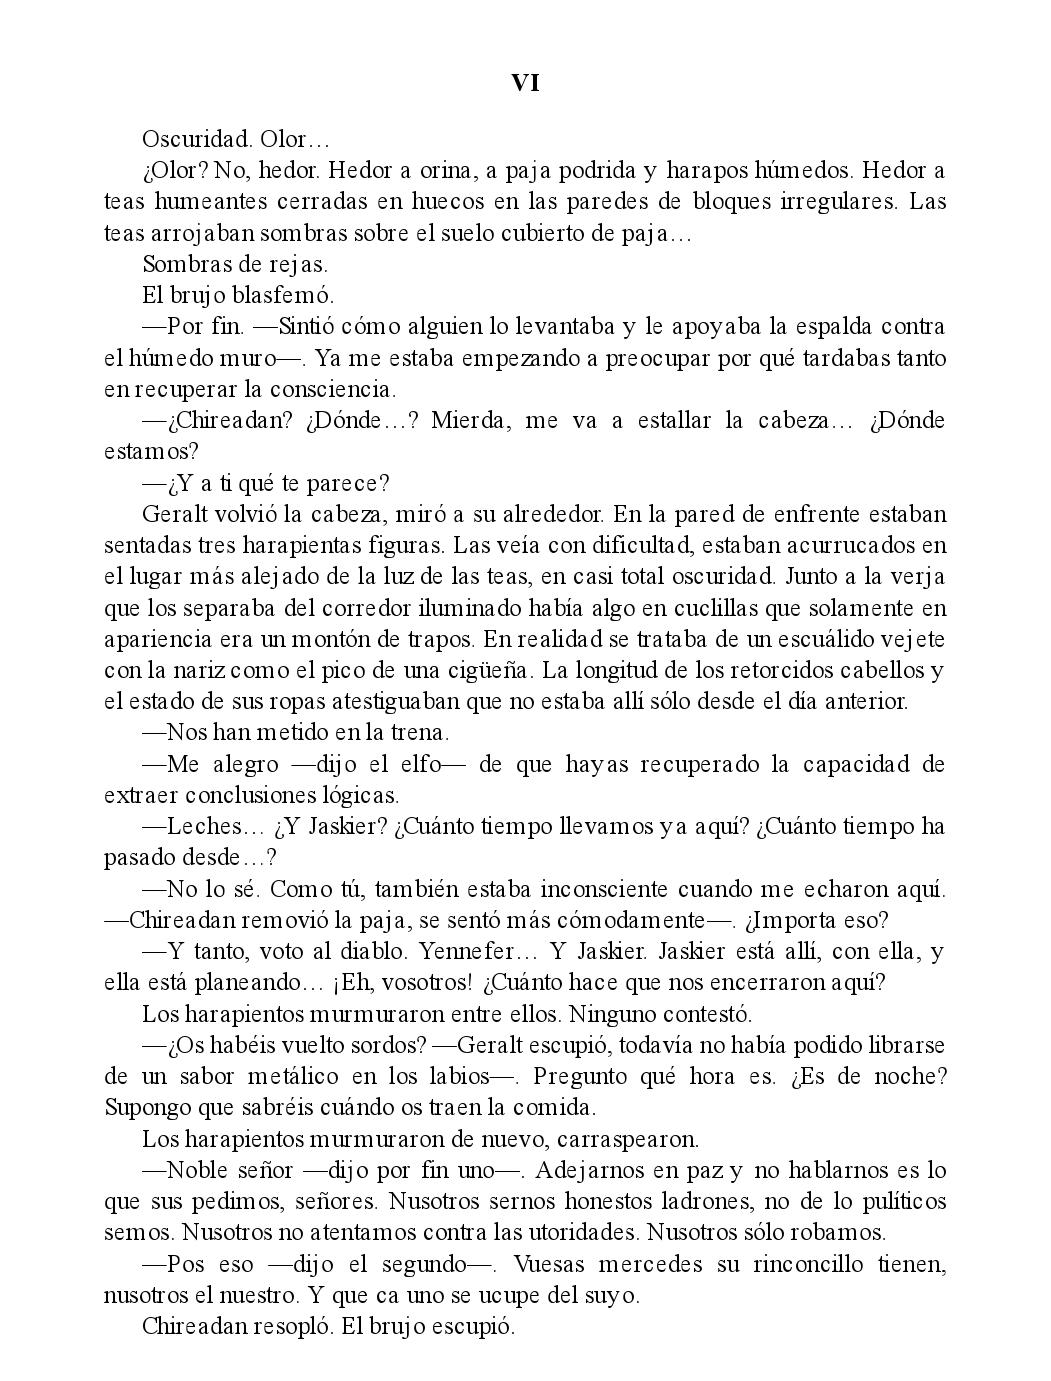 VI
Oscuridad. Olor…
¿Olor? No, hedor. Hedor a orina, a paja podrida y harapos húmedos. Hedor a
teas humeantes cerradas en huecos en las paredes de bloques irregulares. Las
teas arrojaban sombras sobre el suelo cubierto de paja…
Sombras de rejas.
El brujo blasfemó.
—Por fin. —Sintió cómo alguien lo levantaba y le apoyaba la espalda contra
el húmedo muro—. Ya me estaba empezando a preocupar por qué tardabas tanto
en recuperar la consciencia.
—¿Chireadan? ¿Dónde…? Mierda, me va a estallar la cabeza… ¿Dónde
estamos?
—¿Y a ti qué te parece?
Geralt volvió la cabeza, miró a su alrededor. En la pared de enfrente estaban
sentadas tres harapientas figuras. Las veía con dificultad, estaban acurrucados en
el lugar más alejado de la luz de las teas, en casi total oscuridad. Junto a la verja
que los separaba del corredor iluminado había algo en cuclillas que solamente en
apariencia era un montón de trapos. En realidad se trataba de un escuálido vejete
con la nariz como el pico de una cigüeña. La longitud de los retorcidos cabellos y
el estado de sus ropas atestiguaban que no estaba allí sólo desde el día anterior.
—Nos han metido en la trena.
—Me alegro —dijo el elfo— de que hayas recuperado la capacidad de
extraer conclusiones lógicas.
—Leches… ¿Y Jaskier? ¿Cuánto tiempo llevamos ya aquí? ¿Cuánto tiempo ha
pasado desde…?
—No lo sé. Como tú, también estaba inconsciente cuando me echaron aquí.
—Chireadan removió la paja, se sentó más cómodamente—. ¿Importa eso?
—Y tanto, voto al diablo. Yennefer… Y Jaskier. Jaskier está allí, con ella, y
ella está planeando… ¡Eh, vosotros! ¿Cuánto hace que nos encerraron aquí?
Los harapientos murmuraron entre ellos. Ninguno contestó.
—¿Os habéis vuelto sordos? —Geralt escupió, todavía no había podido librarse
de un sabor metálico en los labios—. Pregunto qué hora es. ¿Es de noche?
Supongo que sabréis cuándo os traen la comida.
Los harapientos murmuraron de nuevo, carraspearon.
—Noble señor —dijo por fin uno—. Adejarnos en paz y no hablarnos es lo
que sus pedimos, señores. Nusotros sernos honestos ladrones, no de lo pulíticos
semos. Nusotros no atentamos contra las utoridades. Nusotros sólo robamos.
—Pos eso —dijo el segundo—. Vuesas mercedes su rinconcillo tienen,
nusotros el nuestro. Y que ca uno se ucupe del suyo.
Chireadan resopló. El brujo escupió.